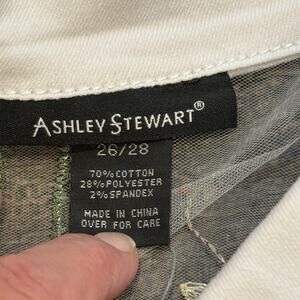 ASHLEY STEWART®
26/28
70% COTTON
28% POLYESTER
2% SPANDEX
MADE IN CHINA
OVER FOR CARE